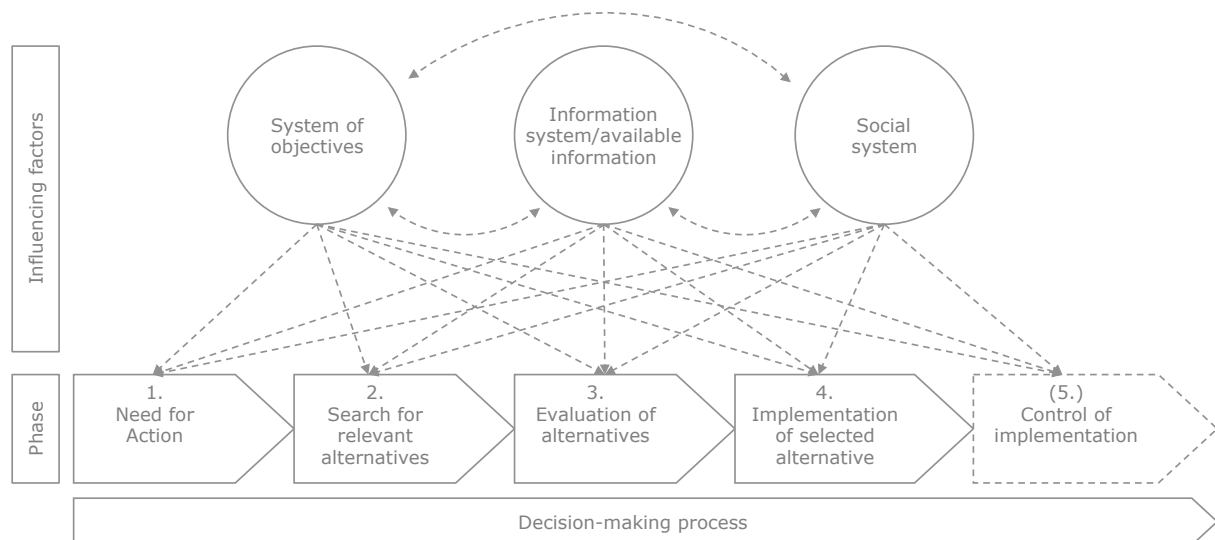 Influencing factors
System of
objectives
Information
system/available
information
Social
system
Phase
1.
Need for
Action
2.
Search for
relevant
alternatives
3.
Evaluation of
alternatives
4.
Implementation
of selected
alternative
(5.)
Control of
implementation
Decision-making process